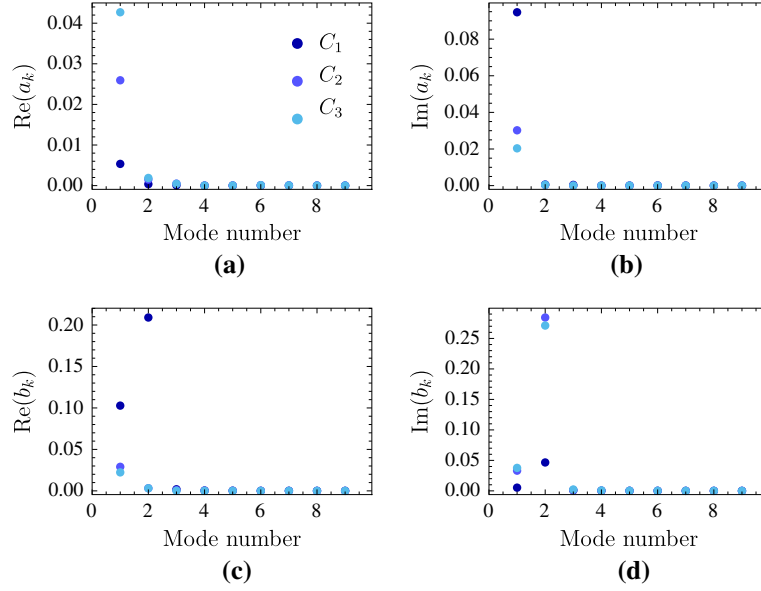 0.04
0.03
0.02
0.01
0.00
Re(a_k)
C_1
C_2
C_3
0 2 4 6 8
Mode number
(a)
0.08
0.06
0.04
0.02
0.00
Im(a_k)
0 2 4 6 8
Mode number
(b)
0.20
0.15
0.10
0.05
0.00
Re(b_k)
0 2 4 6 8
Mode number
(c)
0.25
0.20
0.15
0.10
0.05
0.00
Im(b_k)
0 2 4 6 8
Mode number
(d)